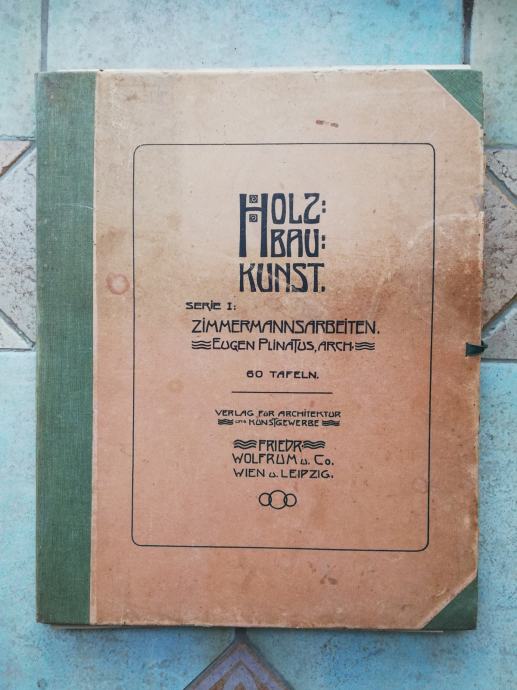 HOLZ:
BAU:
KUNST.
SERIE I:
ZIMMERMANNSARBEITEN.
EUGEN PLINATUS, ARCH.
60 TAFELN.
VERLAG FÜR ARCHITEKTUR
UND KUNSTGEWERBE
FRIEDR
WOLFRUM u. Co.
WIEN u. LEIPZIG.